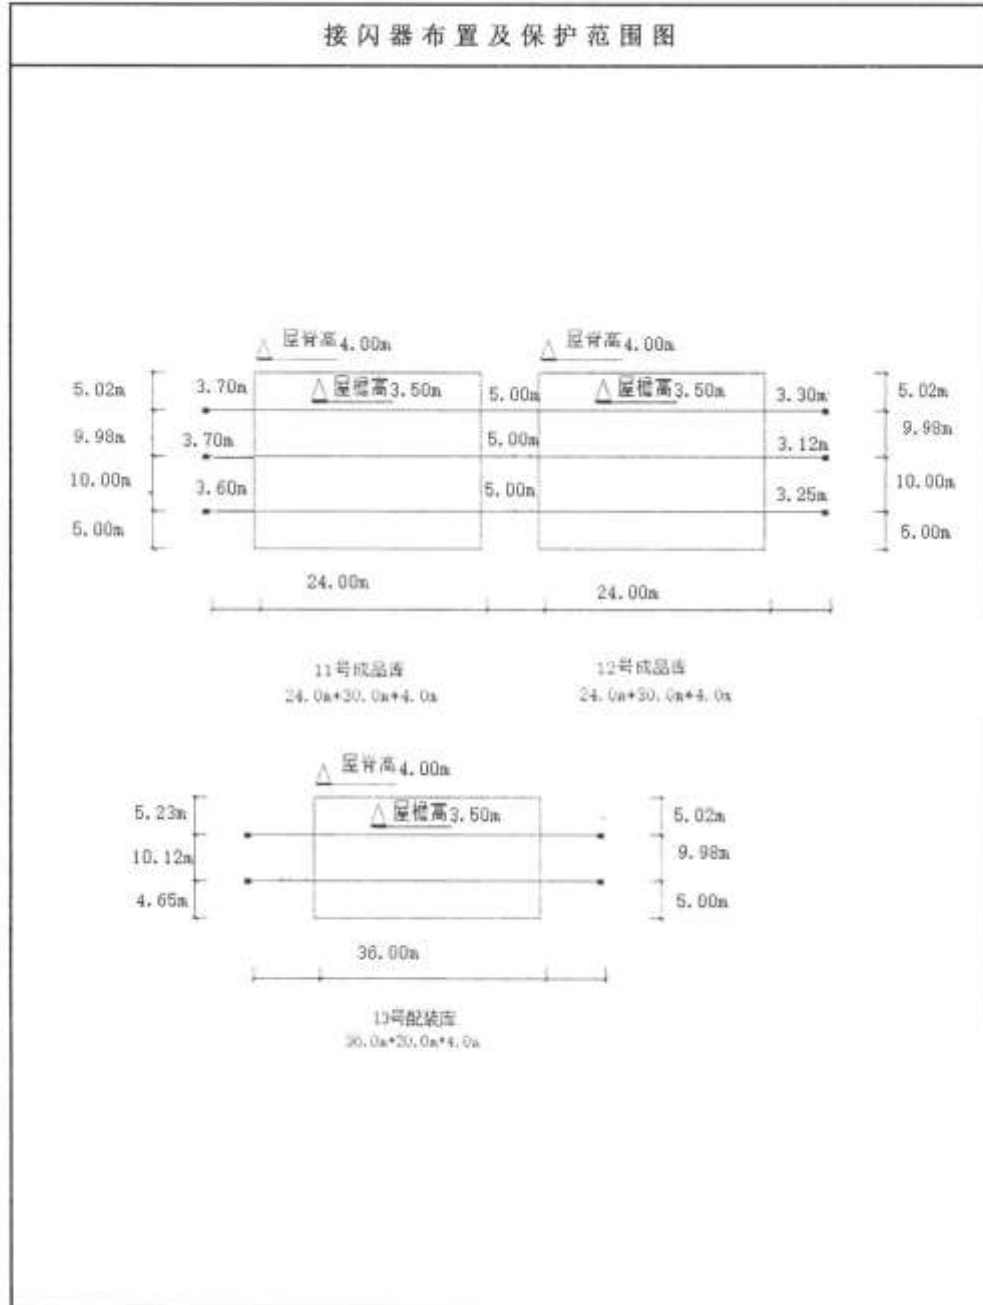 接闪器布置及保护范围图
屋脊高4.00m
屋脊高4.00m
5.02m
3.70m
屋檐高3.50m
5.00m
屋檐高3.50m
3.30m
5.02m
9.98m
3.70m
5.00m
3.12m
9.98m
10.00m
3.60m
5.00m
3.25m
10.00m
5.00m
5.00m
24.00m
24.00m
11号成品库
12号成品库
24.0m*30.0m*4.0m
24.0m*30.0m*4.0m
屋脊高4.00m
5.23m
屋檐高3.50m
5.02m
10.12m
9.98m
4.65m
5.00m
36.00m
13号配装库
36.0m*20.0m*4.0m